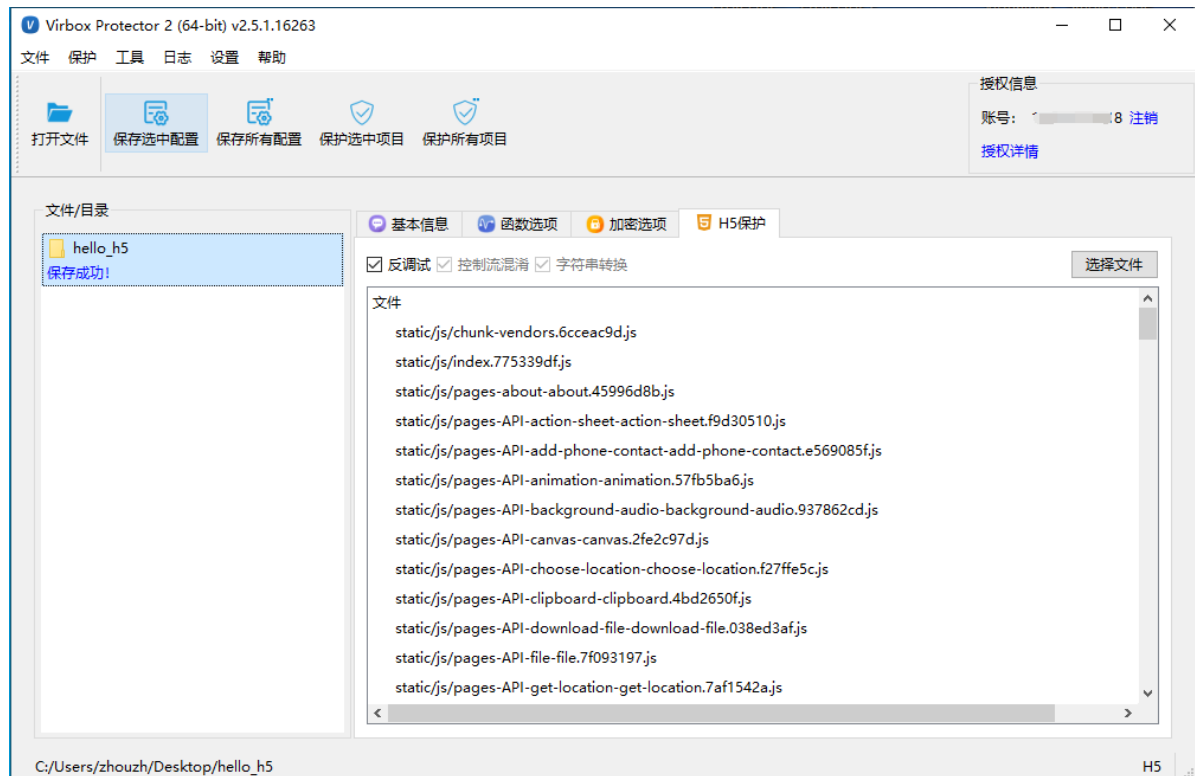 Virbox Protector 2 (64-bit) v2.5.1.16263
文件 保护 工具 日志 设置 帮助
打开文件 保存选中配置 保存所有配置 保护选中项目 保护所有项目
授权信息
账号: 8 注销
授权详情
文件/目录
hello_h5
保存成功!
基本信息 函数选项 加密选项 H5保护
反调试 控制流混淆 字符串转换 选择文件
文件
static/js/chunk-vendors.6cceac9d.js
static/js/index.775339df.js
static/js/pages-about-about.45996d8b.js
static/js/pages-API-action-sheet-action-sheet.f9d30510.js
static/js/pages-API-add-phone-contact-add-phone-contact.e569085f.js
static/js/pages-API-animation-animation.57fb5ba6.js
static/js/pages-API-background-audio-background-audio.937862cd.js
static/js/pages-API-canvas-canvas.2fe2c97d.js
static/js/pages-API-choose-location-choose-location.f27ffe5c.js
static/js/pages-API-clipboard-clipboard.4bd2650f.js
static/js/pages-API-download-file-download-file.038ed3af.js
static/js/pages-API-file-file.7f093197.js
static/js/pages-API-get-location-get-location.7af1542a.js
C:/Users/zhouzh/Desktop/hello_h5 H5